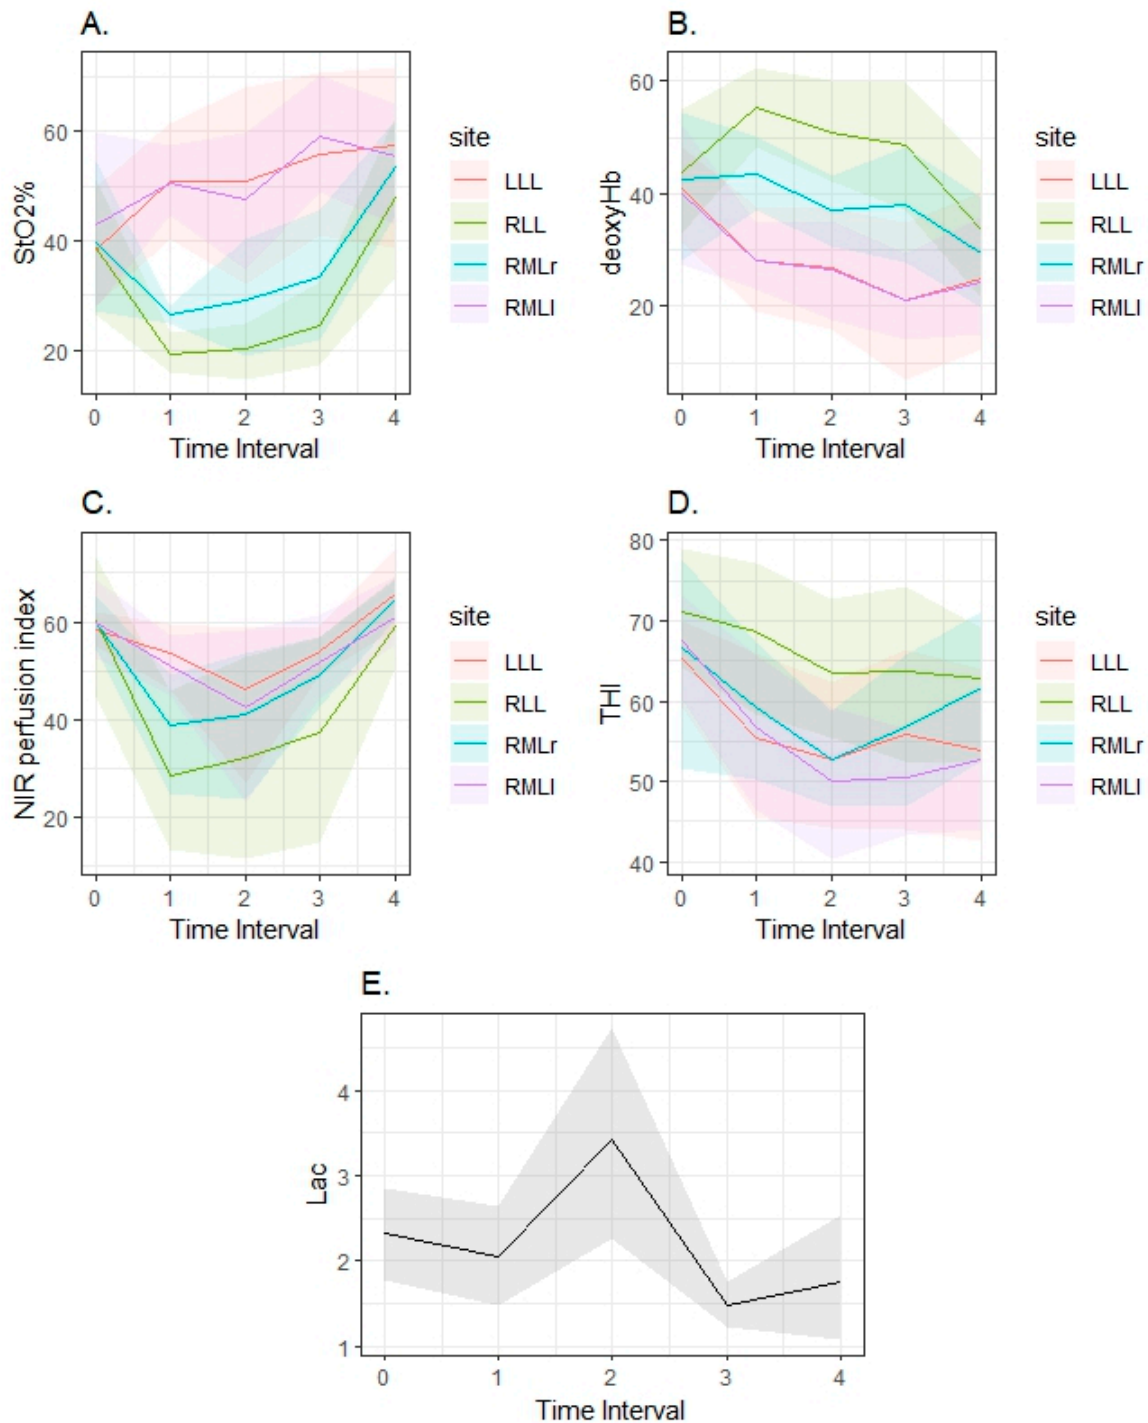 A.
StO2%
60
40
20
0 1 2 3 4
Time Interval
site
LLL
RLL
RMLr
RMLl
B.
deoxyHb
60
40
20
0 1 2 3 4
Time Interval
site
LLL
RLL
RMLr
RMLl
C.
NIR perfusion index
60
40
20
0 1 2 3 4
Time Interval
site
LLL
RLL
RMLr
RMLl
D.
THI
80
70
60
50
40
0 1 2 3 4
Time Interval
site
LLL
RLL
RMLr
RMLl
E.
Lac
4
3
2
1
0 1 2 3 4
Time Interval